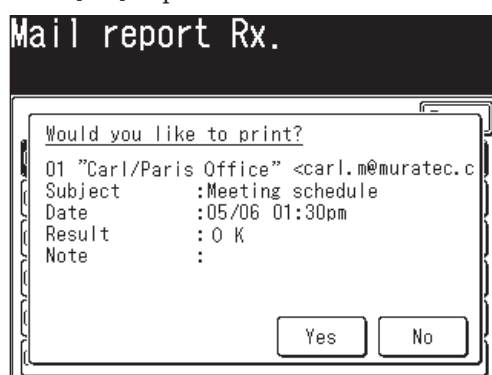 Mail report Rx.
Would you like to print?
01 "Carl/Paris Office" <carl.m@muratec.c
Subject :Meeting schedule
Date :05/06 01:30pm
Result :O K
Note :
Yes No